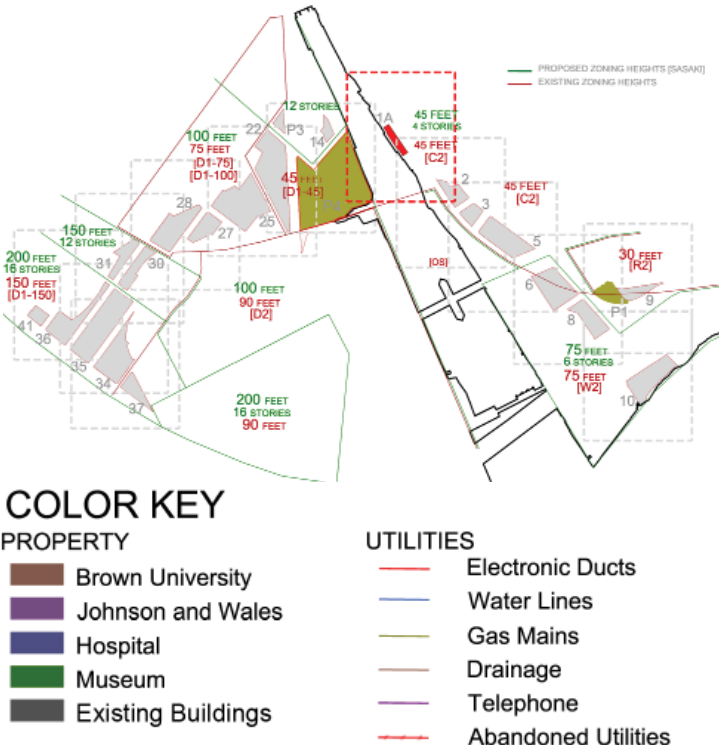 PROPOSED ZONING HEIGHTS [SASAKI]
EXISTING ZONING HEIGHTS
12 STORIES
1A
45 FEET
4 STORIES
45 FEET
[C2]
22
P3
14
100 FEET
75 FEET
[D1-75]
[D1-100]
45 FEET
[D1-45]
P4
2
3
45 FEET
[C2]
28
27
25
150 FEET
12 STORIES
5
[OS]
30 FEET
[R2]
200 FEET
16 STORIES
150 FEET
[D1-150]
31
30
6
9
P1
8
100 FEET
90 FEET
[D2]
41
36
35
34
37
75 FEET
6 STORIES
75 FEET
[W2]
10
200 FEET
16 STORIES
90 FEET
COLOR KEY
PROPERTY
Brown University
Johnson and Wales
Hospital
Museum
Existing Buildings
UTILITIES
Electronic Ducts
Water Lines
Gas Mains
Drainage
Telephone
Abandoned Utilities